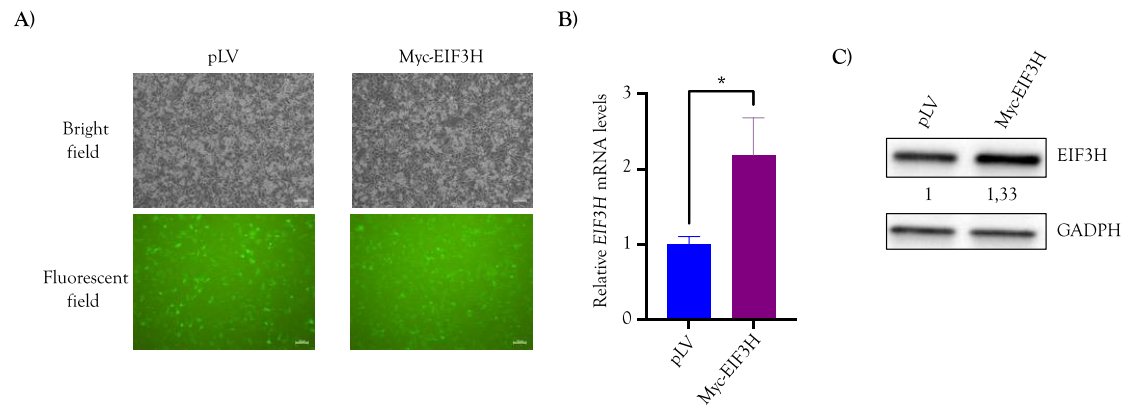 A)
pLV
Myc-EIF3H
Bright
field
Fluorescent
field
B)
Relative EIF3H mRNA levels
3
2
1
0
*
pLV
Myc-EIF3H
C)
pLV
Myc-EIF3H
EIF3H
1
1,33
GADPH